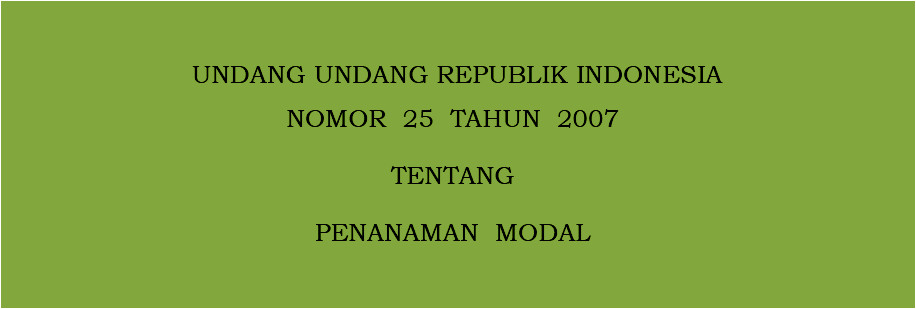 UNDANG UNDANG REPUBLIK INDONESIA
NOMOR 25 TAHUN 2007
TENTANG
PENANAMAN MODAL